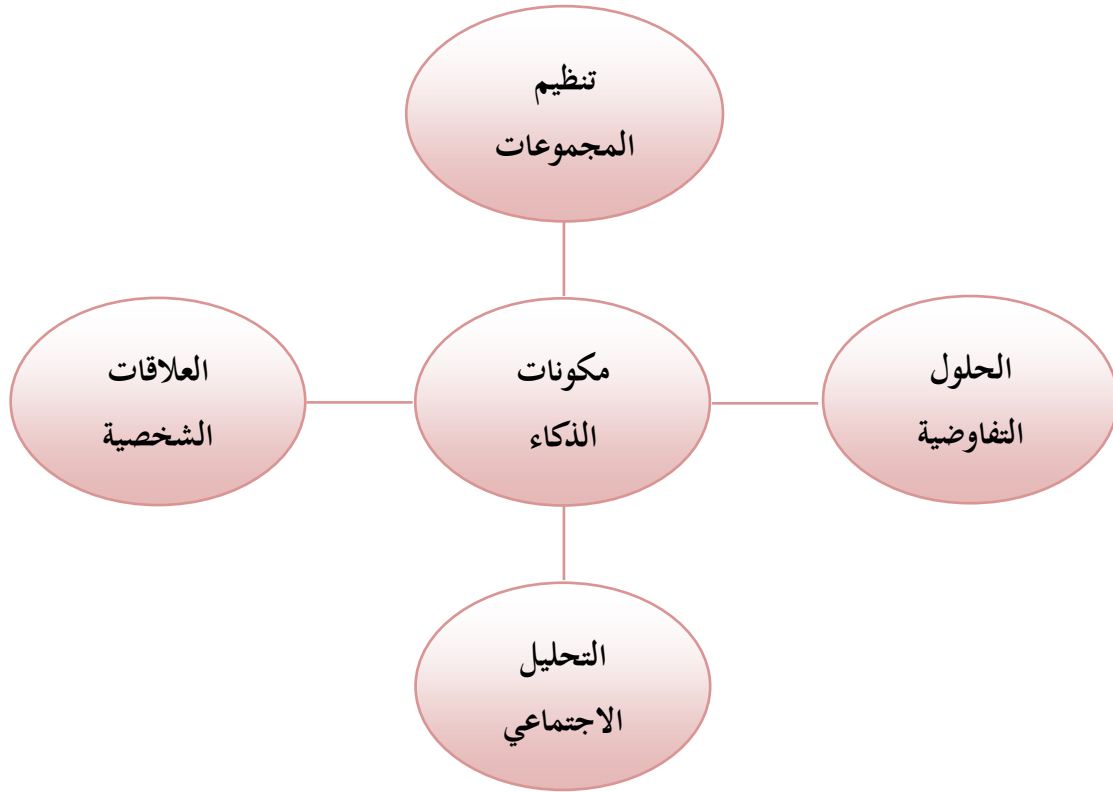 تنظيم
المجموعات
الحلول
التفاوضية
مكونات
الذكاء
العلاقات
الشخصية
التحليل
الاجتماعي